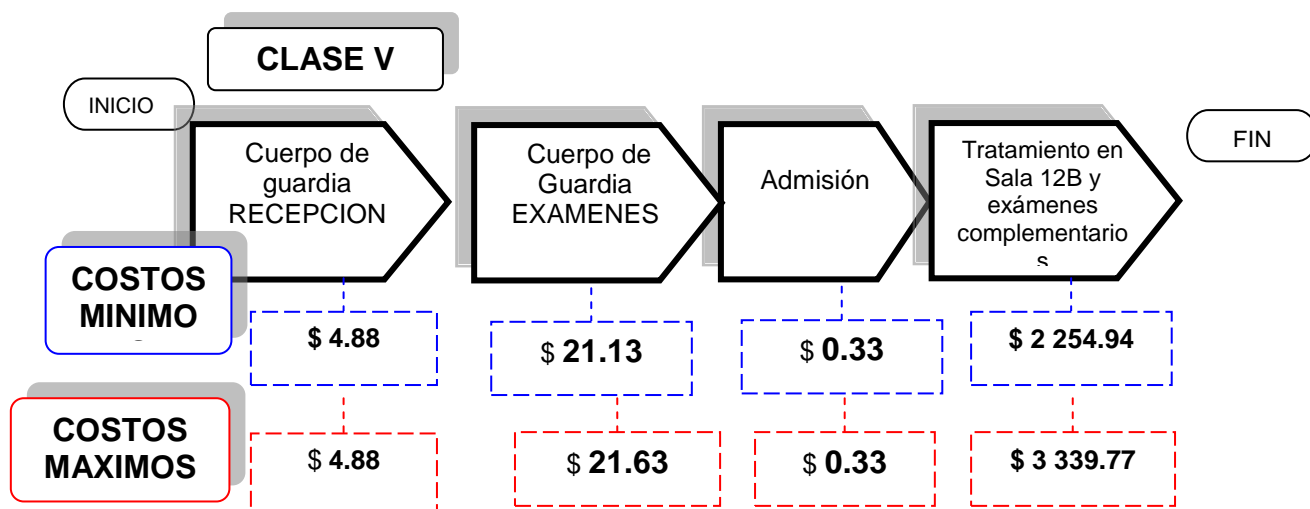 CLASE V
INICIO
Cuerpo de
guardia
RECEPCION
Cuerpo de
Guardia
EXAMENES
Admisión
Tratamiento en
Sala 12B y
exámenes
complementario
s
FIN
COSTOS
MINIMO
$ 4.88
$ 21.13
$ 0.33
$ 2 254.94
COSTOS
MAXIMOS
$ 4.88
$ 21.63
$ 0.33
$ 3 339.77